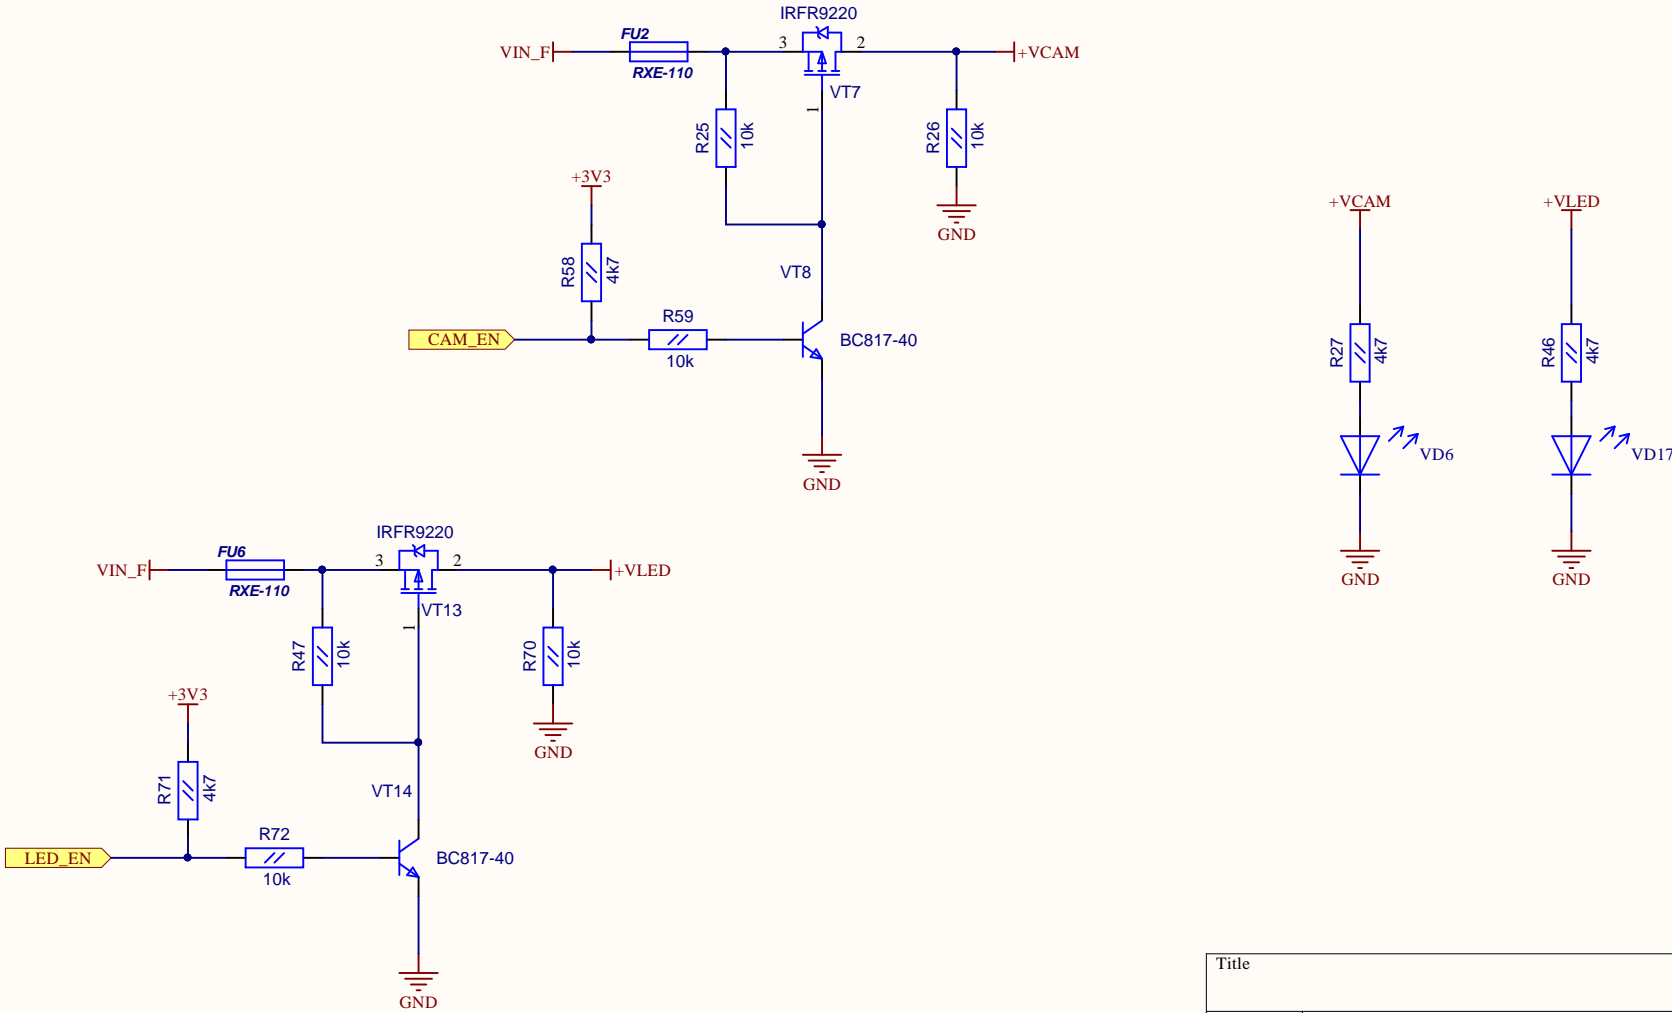 IRFR9220
FU2
VIN_F
3
2
+VCAM
RXE-110
VT7
1
R25
10k
R26
10k
+3V3
GND
R58
4k7
VT8
CAM_EN
R59
10k
BC817-40
GND
+VCAM
R27
4k7
VD6
GND
+VLED
R46
4k7
VD17
GND
IRFR9220
FU6
VIN_F
3
2
+VLED
RXE-110
VT13
1
R47
10k
R70
10k
+3V3
GND
R71
4k7
VT14
LED_EN
R72
10k
BC817-40
GND
Title